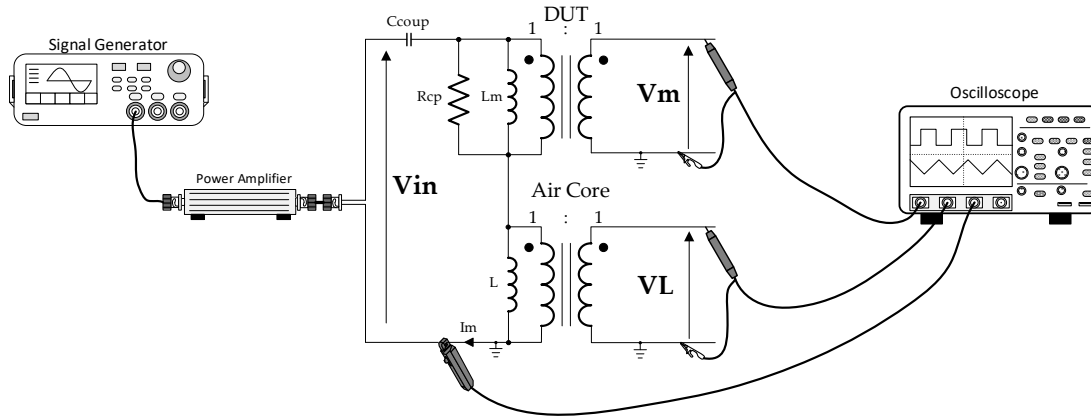 Signal Generator
Power Amplifier
Ccoup
DUT
1 : 1
Rcp
Lm
Vm
Vin
Air Core
1 : 1
L
VL
Im
Oscilloscope